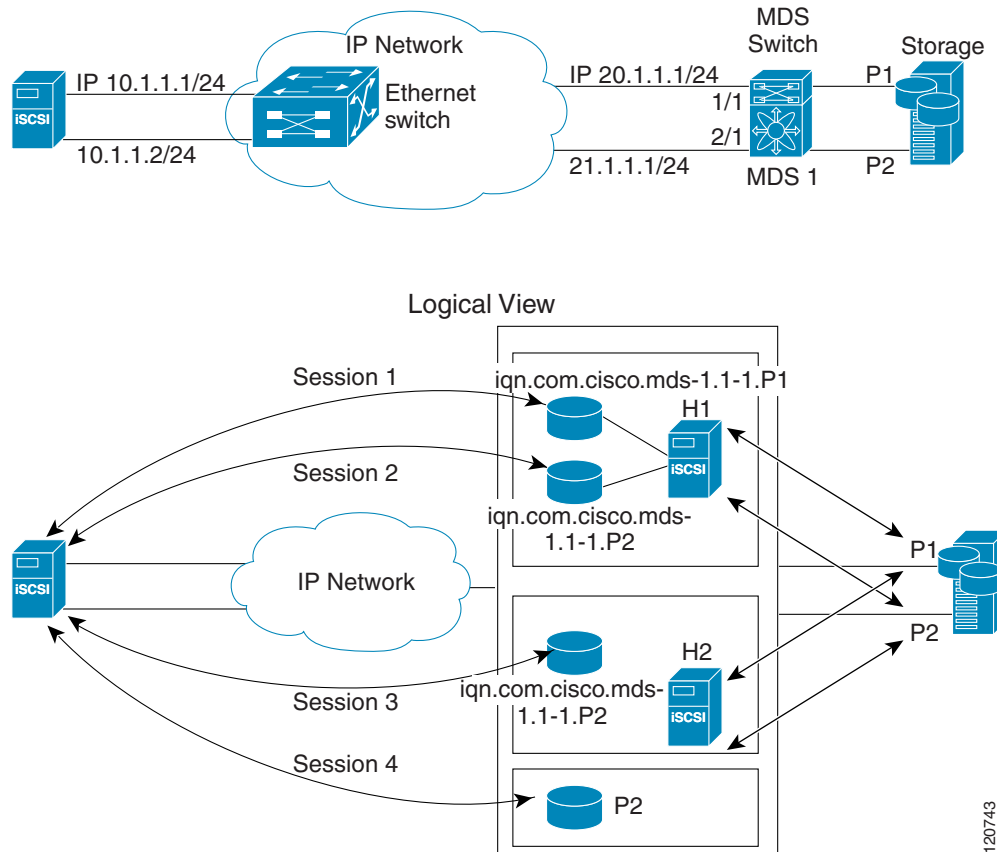 MDS
Switch
Storage
IP Network
IP 10.1.1.1/24
IP 20.1.1.1/24
P1
1/1
Ethernet
switch
iSCSI
2/1
10.1.1.2/24
21.1.1.1/24
MDS 1
P2
Logical View
Session 1
iqn.com.cisco.mds-1.1-1.P1
H1
Session 2
iSCSI
iqn.com.cisco.mds-
1.1-1.P2
P1
IP Network
iSCSI
P2
H2
Session 3
iqn.com.cisco.mds-
1.1-1.P2
iSCSI
Session 4
P2
120743